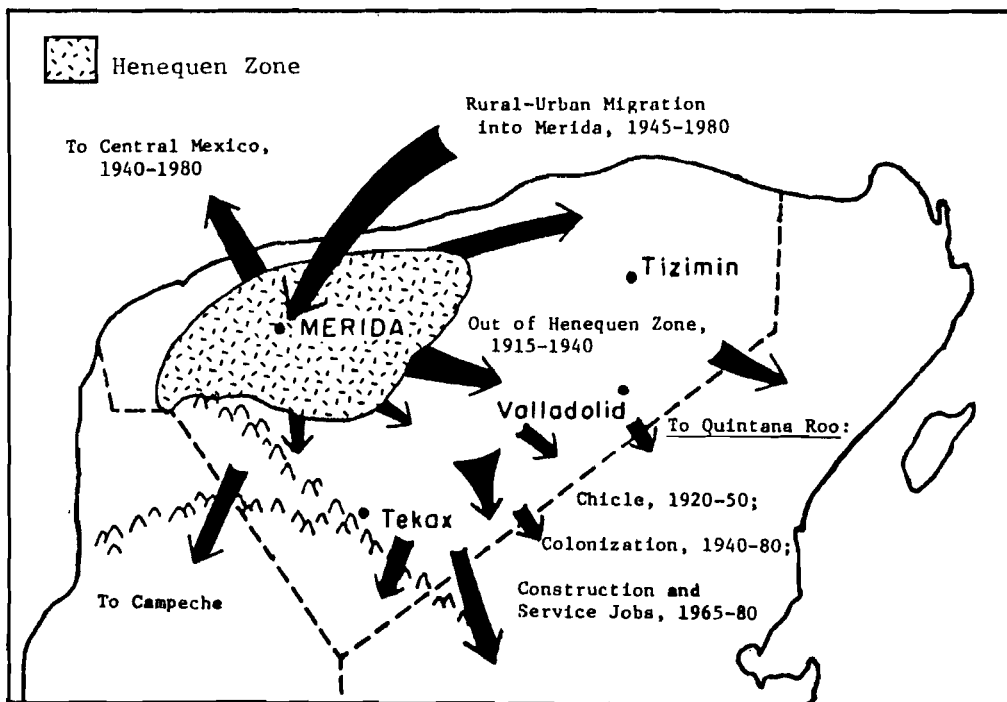 Henequen Zone
Rural-Urban Migration
into Merida, 1945-1980
To Central Mexico,
1940-1980
Tizimin
MERIDA
Out of Henequen Zone,
1915-1940
Valladolid
To Quintana Roo:
Chicle, 1920-50;
Tekax
Colonization, 1940-80;
Construction and
Service Jobs, 1965-80
To Campeche